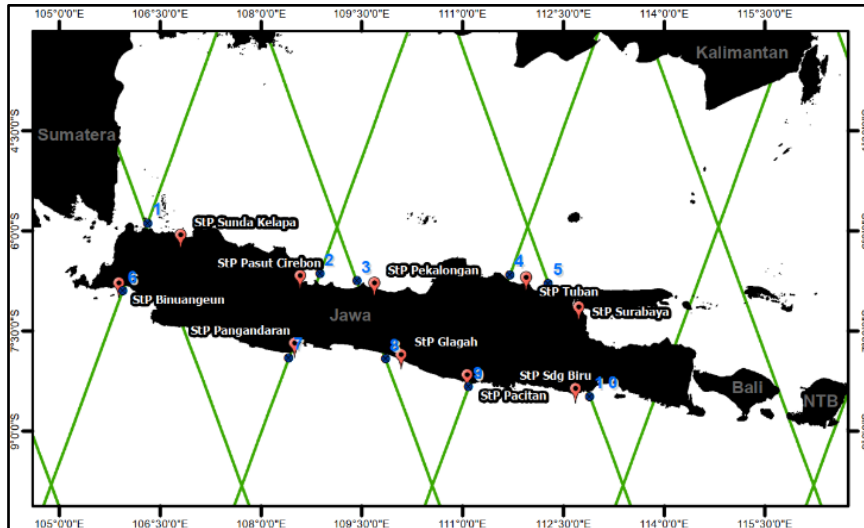 105°0'0"E 106°30'0"E 108°0'0"E 109°30'0"E 111°0'0"E 112°30'0"E 114°0'0"E 115°30'0"E
Kalimantan
4°30'0"S
Sumatera
1
StP Sunda Kelapa
6°0'0"S
StP Pasut Cirebon
2
3
StP Pekalongan
4
5
6
StP Binuangeun
StP Tuban
StP Surabaya
Jawa
StP Pangandaran
7
StP Glagah
8
7°30'0"S
9
StP Sdg Biru
10
StP Pacitan
Bali
NTB
9°0'0"S
105°0'0"E 106°30'0"E 108°0'0"E 109°30'0"E 111°0'0"E 112°30'0"E 114°0'0"E 115°30'0"E